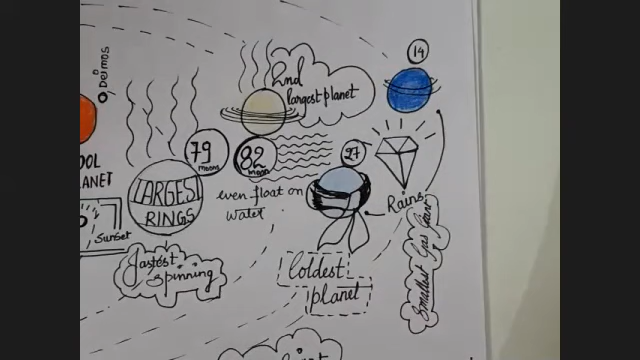 Deimos
14
2nd
largest planet
79
moons
82
moon
27
OOL
LANET
LARGEST
RINGS
even float on
water
Rains
Sunset
Fastest
spinning
Coldest
planet
Smallest Gas Giant